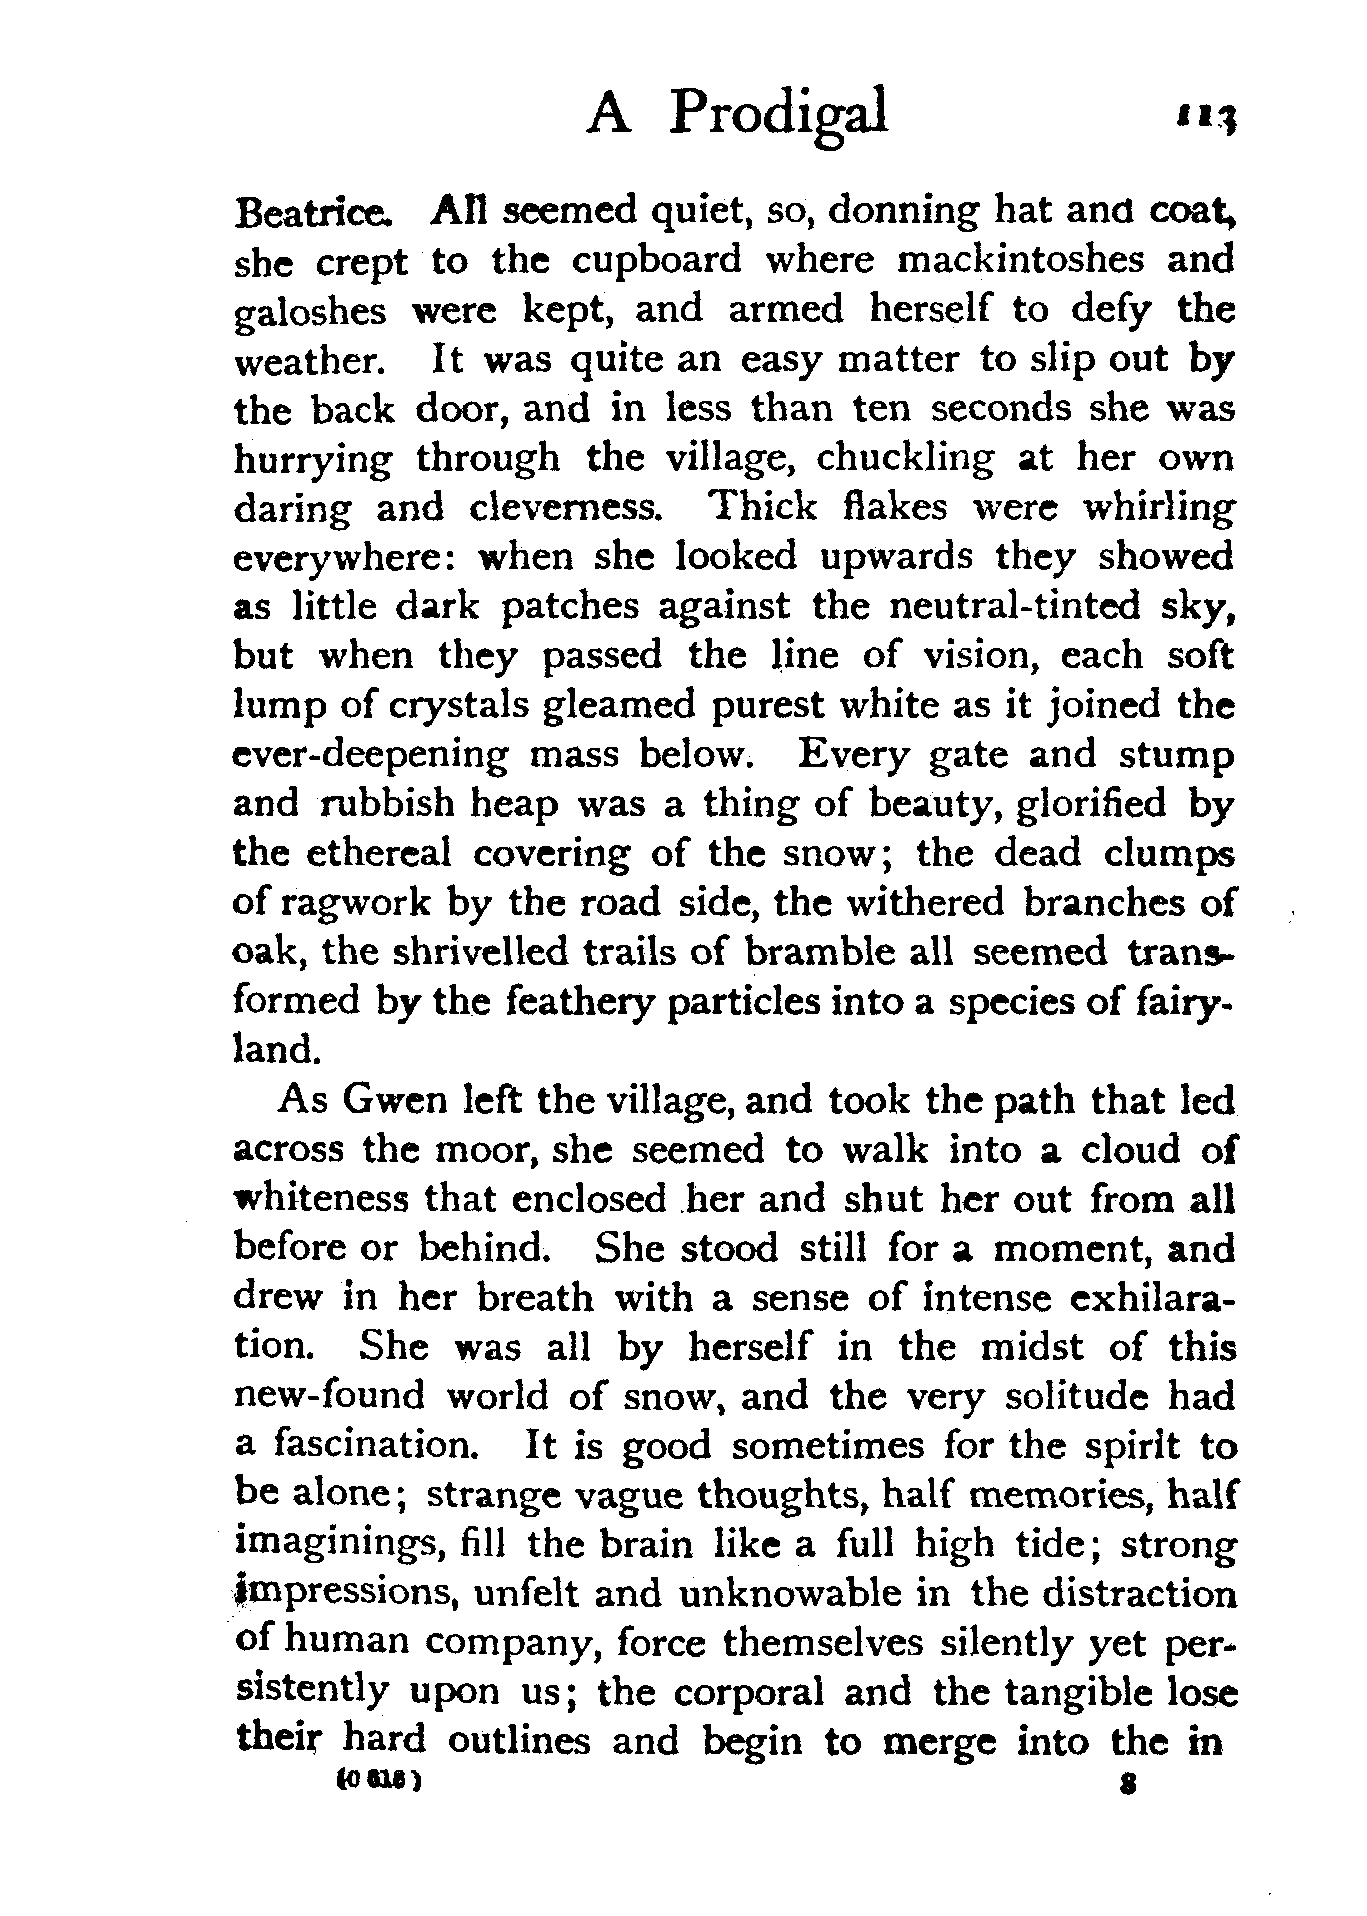 A Prodigal 113
Beatrice. All seemed quiet, so, donning hat and coat,
she crept to the cupboard where mackintoshes and
galoshes were kept, and armed herself to defy the
weather. It was quite an easy matter to slip out by
the back door, and in less than ten seconds she was
hurrying through the village, chuckling at her own
daring and cleverness. Thick flakes were whirling
everywhere: when she looked upwards they showed
as little dark patches against the neutral-tinted sky,
but when they passed the line of vision, each soft
lump of crystals gleamed purest white as it joined the
ever-deepening mass below. Every gate and stump
and rubbish heap was a thing of beauty, glorified by
the ethereal covering of the snow; the dead clumps
of ragwork by the road side, the withered branches of
oak, the shrivelled trails of bramble all seemed trans-
formed by the feathery particles into a species of fairy-
land.
As Gwen left the village, and took the path that led
across the moor, she seemed to walk into a cloud of
whiteness that enclosed her and shut her out from all
before or behind. She stood still for a moment, and
drew in her breath with a sense of intense exhilara-
tion. She was all by herself in the midst of this
new-found world of snow, and the very solitude had
a fascination. It is good sometimes for the spirit to
be alone; strange vague thoughts, half memories, half
imaginings, fill the brain like a full high tide; strong
impressions, unfelt and unknowable in the distraction
of human company, force themselves silently yet per-
sistently upon us; the corporal and the tangible lose
their hard outlines and begin to merge into the in
(C 616) 8